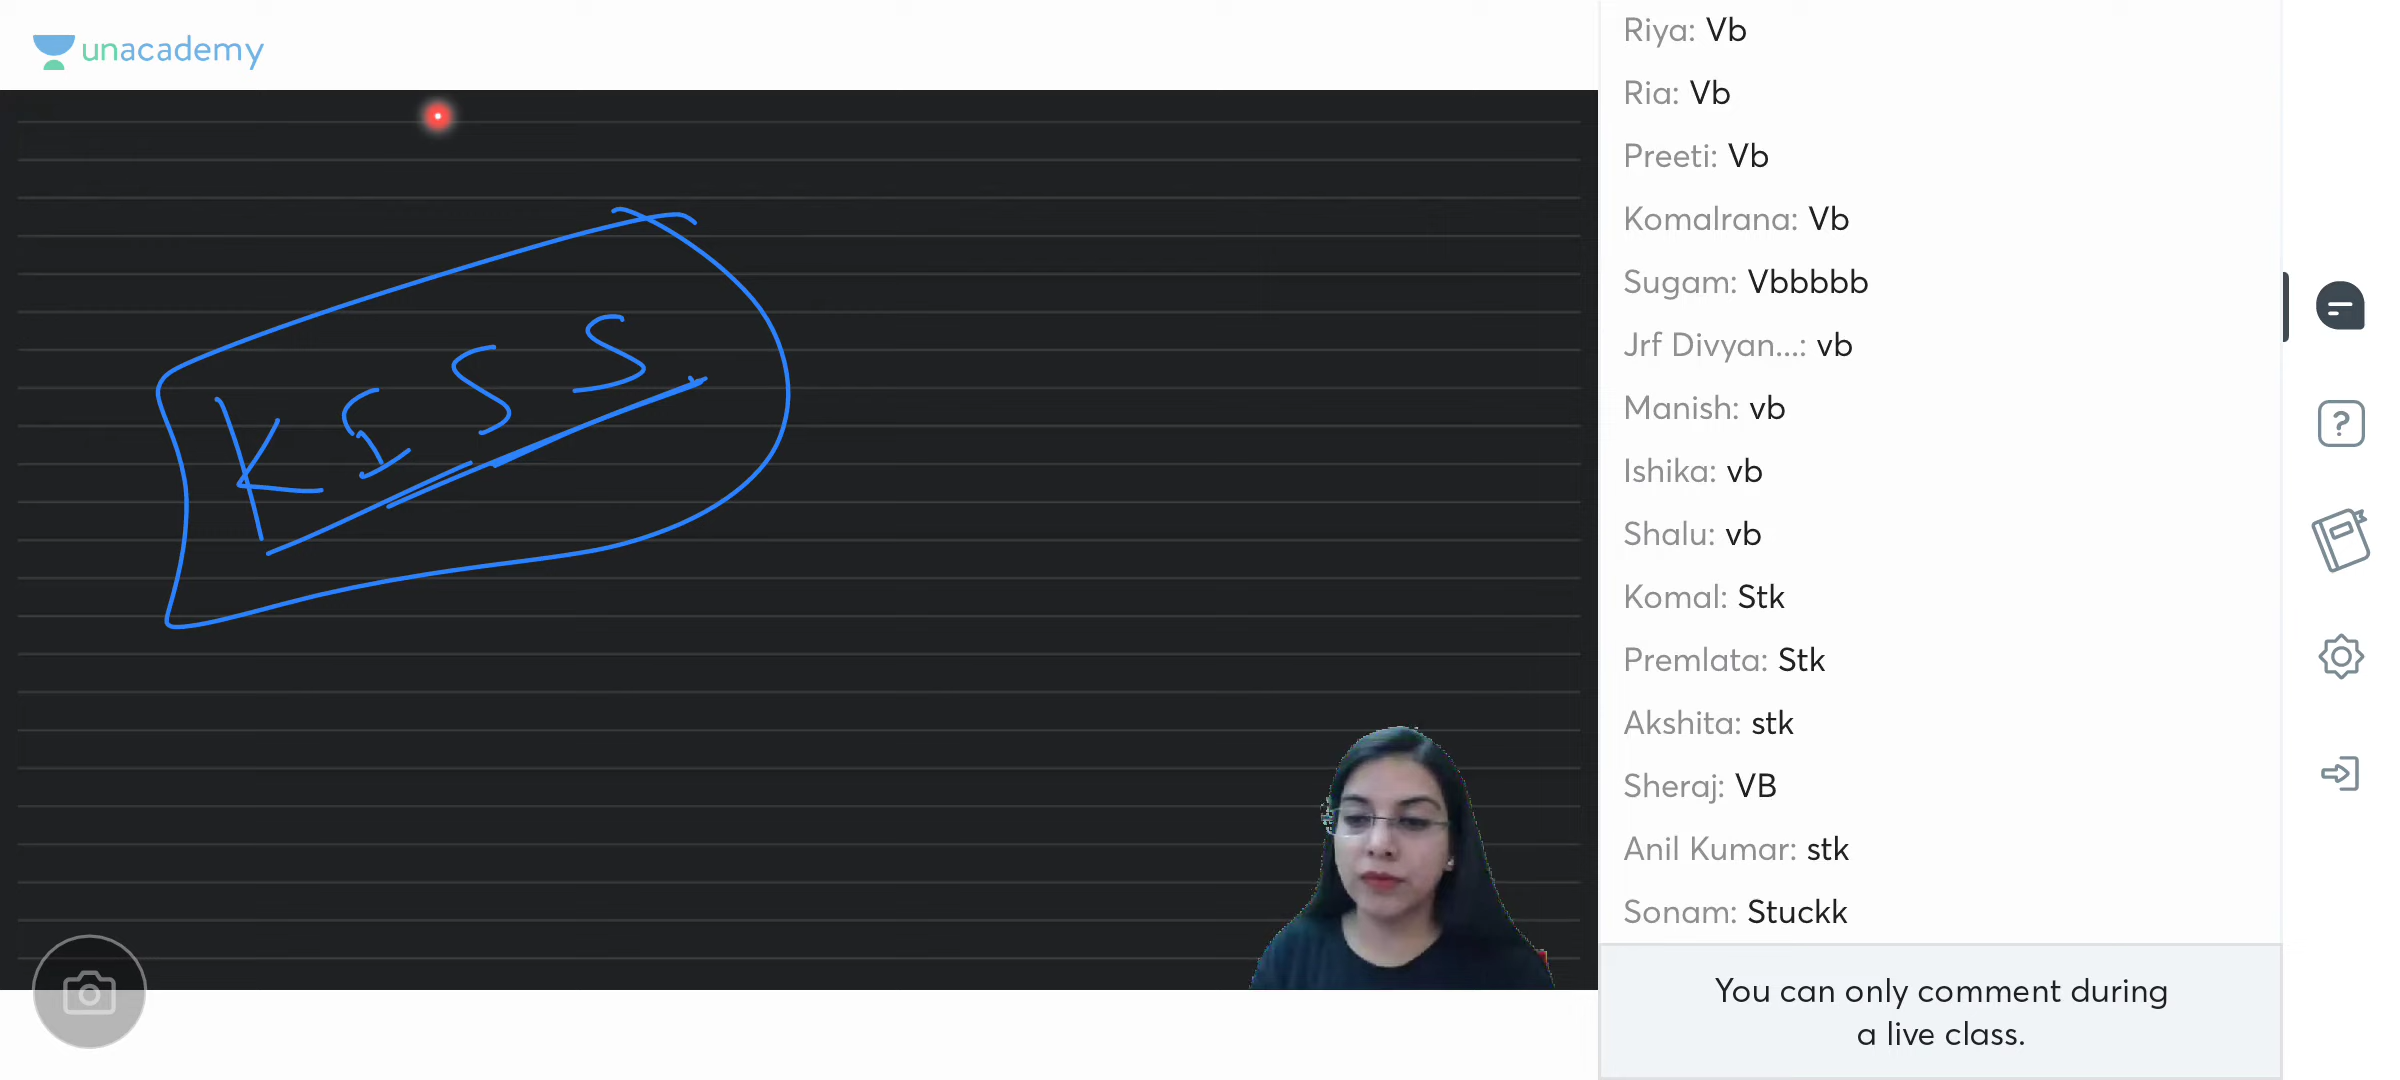 unacademy
KISS
Riya: Vb
Ria: Vb
Preeti: Vb
Komalrana: Vb
Sugam: Vbbbbb
Jrf Divyan...: vb
Manish: vb
Ishika: vb
Shalu: vb
Komal: Stk
Premlata: Stk
Akshita: stk
Sheraj: VB
Anil Kumar: stk
Sonam: Stuckk
You can only comment during
a live class.